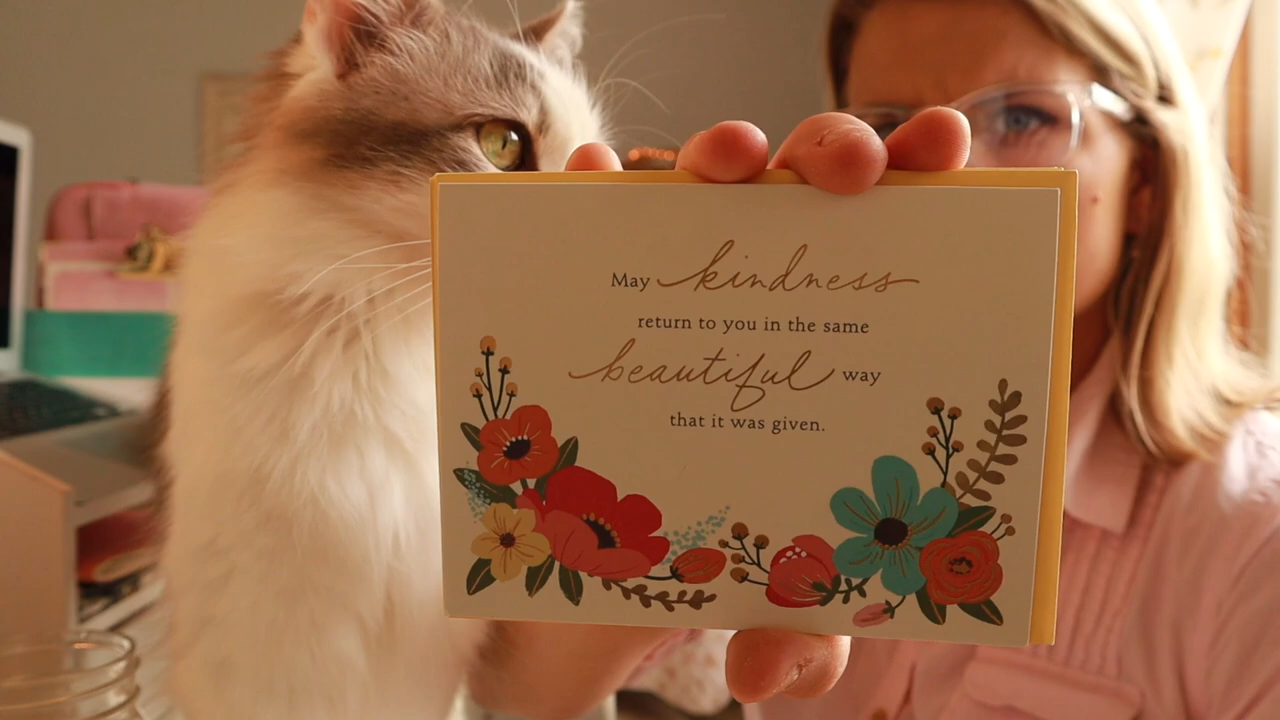 May kindness
return to you in the same
beautiful way
that it was given.